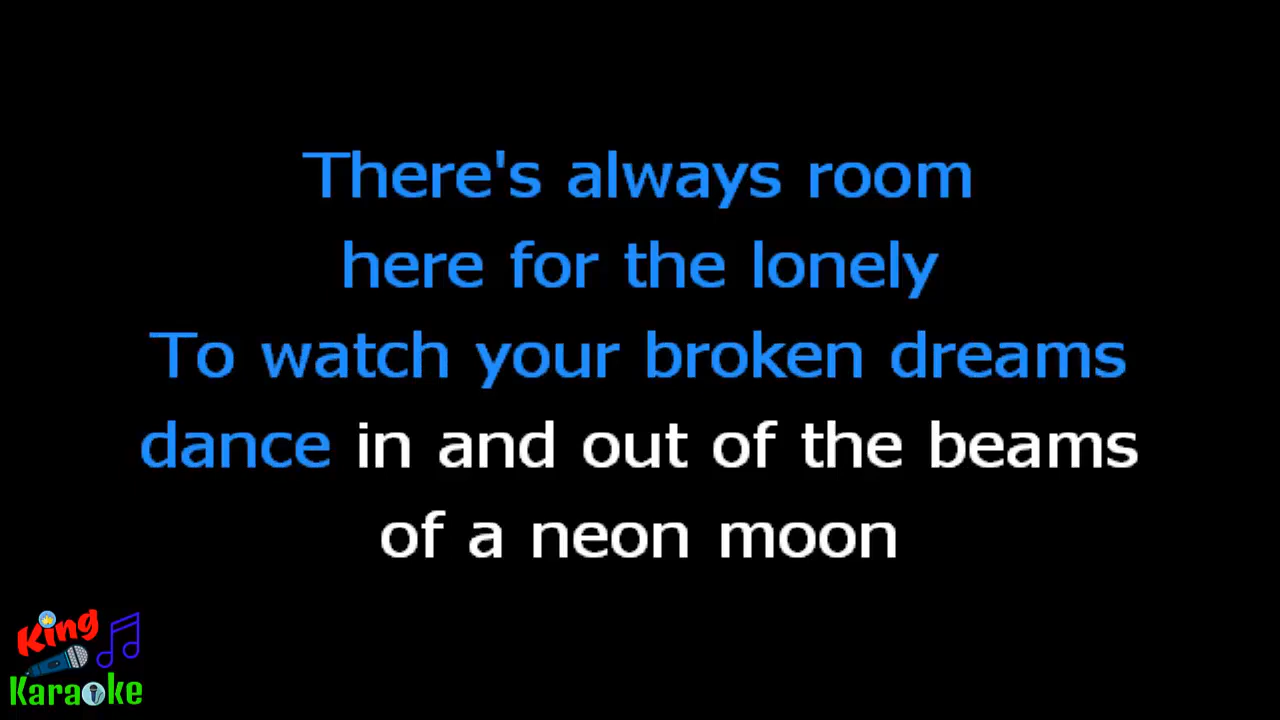 There's always room
here for the lonely
To watch your broken dreams
dance in and out of the beams
of a neon moon
King
Karaoke